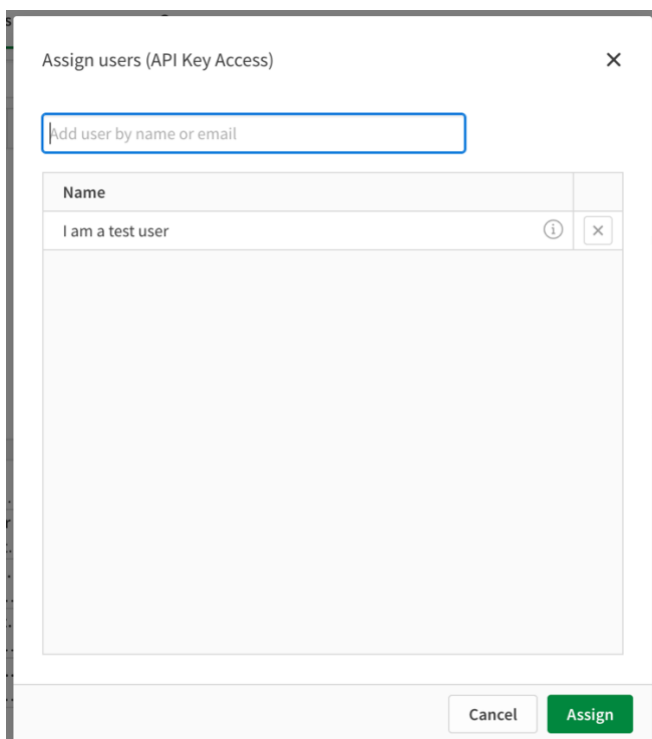 Assign users (API Key Access)
Add user by name or email
Name
I am a test user
Cancel
Assign